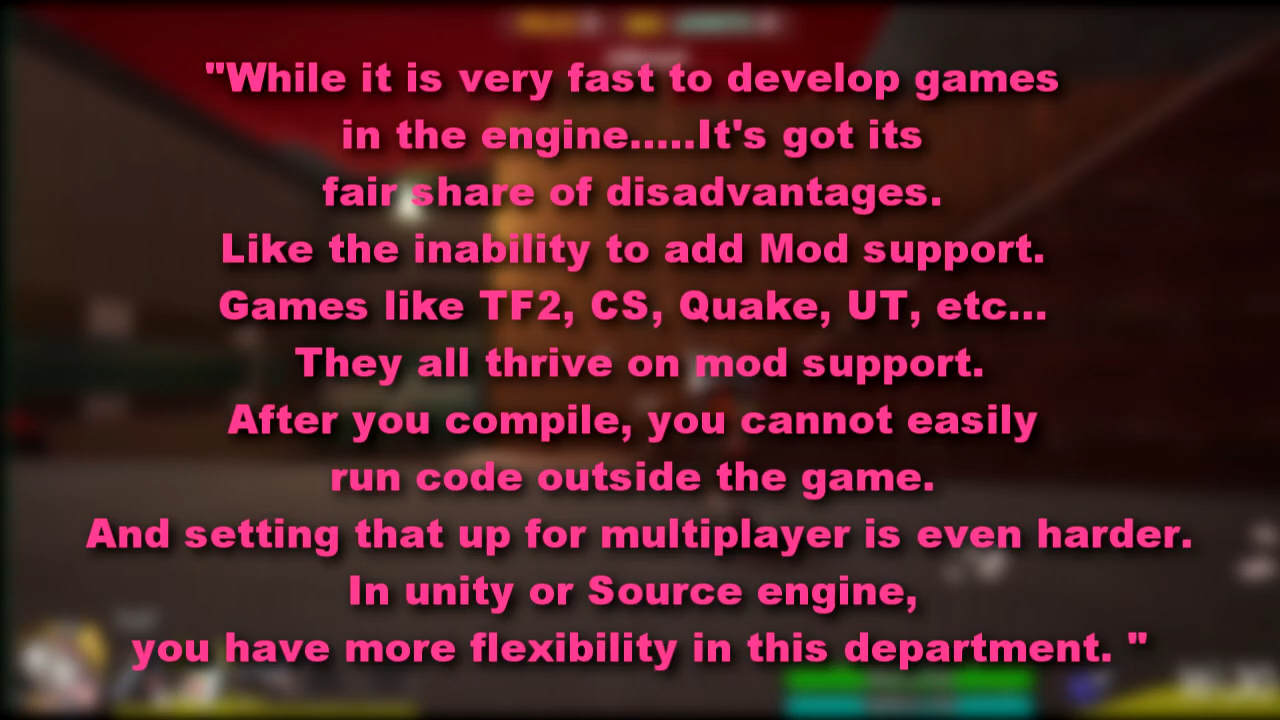 "While it is very fast to develop games
in the engine.....It's got its
fair share of disadvantages.
Like the inability to add Mod support.
Games like TF2, CS, Quake, UT, etc...
They all thrive on mod support.
After you compile, you cannot easily
run code outside the game.
And setting that up for multiplayer is even harder.
In unity or Source engine,
you have more flexibility in this department. "